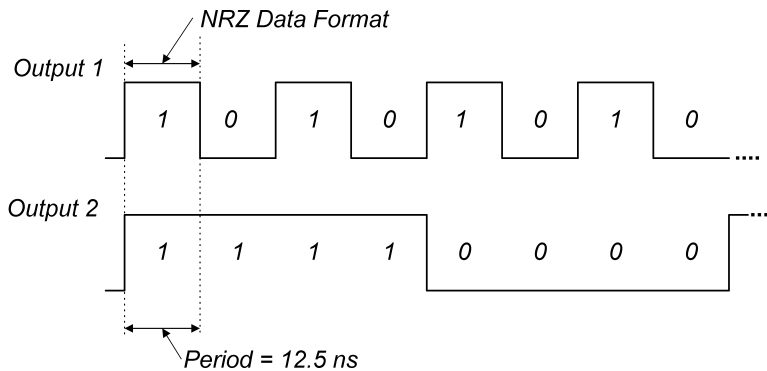 NRZ Data Format
Output 1
1 0 1 0 1 0 1 0 ....
Output 2 ....
1 1 1 1 0 0 0 0
Period = 12.5 ns